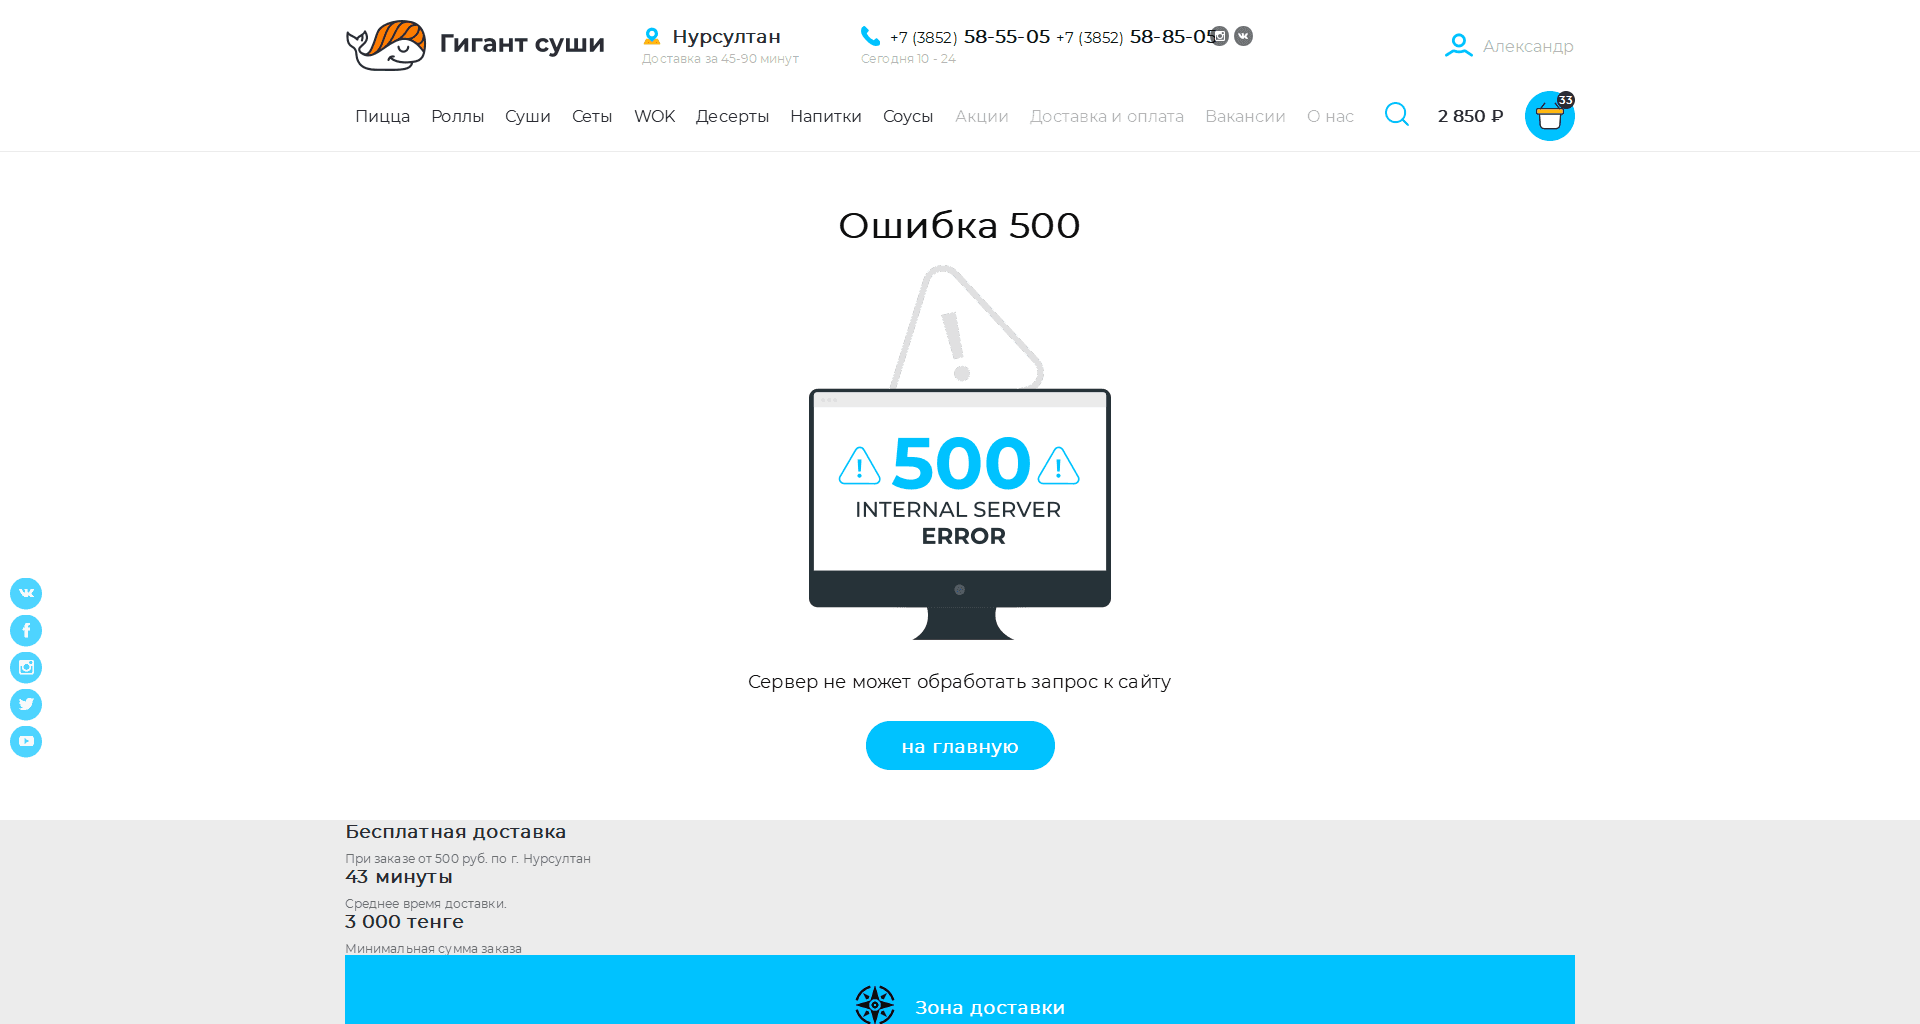 Гигант суши
Нурсултан
Доставка за 45-90 минут
+7 (3852) 58-55-05 +7 (3852) 58-85-05
Сегодня 10 - 24
Александр
Пицца Роллы Суши Сеты WOK Десерты Напитки Соусы Акции Доставка и оплата Вакансии О нас
2 850 ₽
33
Ошибка 500
500
INTERNAL SERVER
ERROR
Сервер не может обработать запрос к сайту
на главную
Бесплатная доставка
При заказе от 500 руб. по г. Нурсултан
43 минуты
Среднее время доставки.
3 000 тенге
Минимальная сумма заказа
Зона доставки